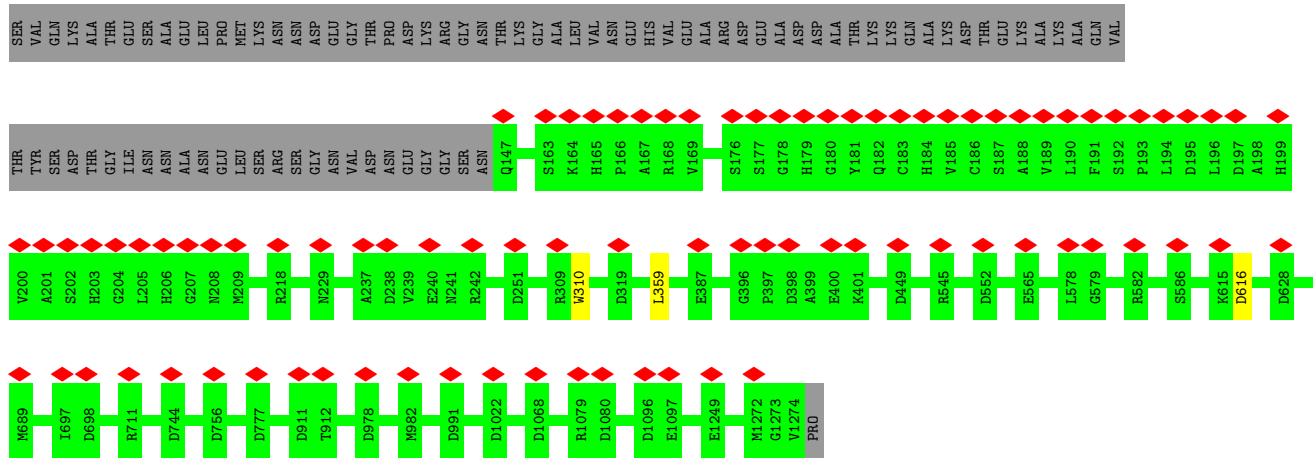 SER VAL GLN LYS ALA THR GLU SER ALA GLU LEU PRO MET LYS ASN ASN ASP GLU GLY THR PRO ASP LYS ARG GLY ASN THR LYS GLY ALA LEU VAL ASN GLU HIS VAL GLU ALA ARG ASP GLU ALA ASP ASP ALA THR LYS LYS GLN ALA LYS ASP THR GLU LYS ALA LYS ALA GLN VAL
THR TYR SER ASP THR GLY ILE ASN ASN ALA ASN GLU LEU SER ARG SER GLY ASN VAL ASP ASN GLU GLY GLY SER ASN Q147 S163 K164 H165 P166 A167 R168 V169 S176 S177 G178 H179 G180 Y181 Q182 C183 H184 V185 C186 S187 A188 V189 L190 F191 S192 P193 L194 D195 L196 D197 A198 H199
V200 A201 S202 H203 G204 L205 H206 G207 N208 M209 R218 N229 A237 D238 V239 E240 N241 R242 D251 R309 W310 D319 L359 E387 G396 P397 D398 A399 E400 K401 D449 R545 D552 E565 L578 G579 R582 S586 K615 D616 D628
M689 I697 D698 R711 D744 D756 D777 D911 T912 D978 M982 D991 D1022 D1068 R1079 D1080 D1096 E1097 E1249 M1272 G1273 V1274 PRO